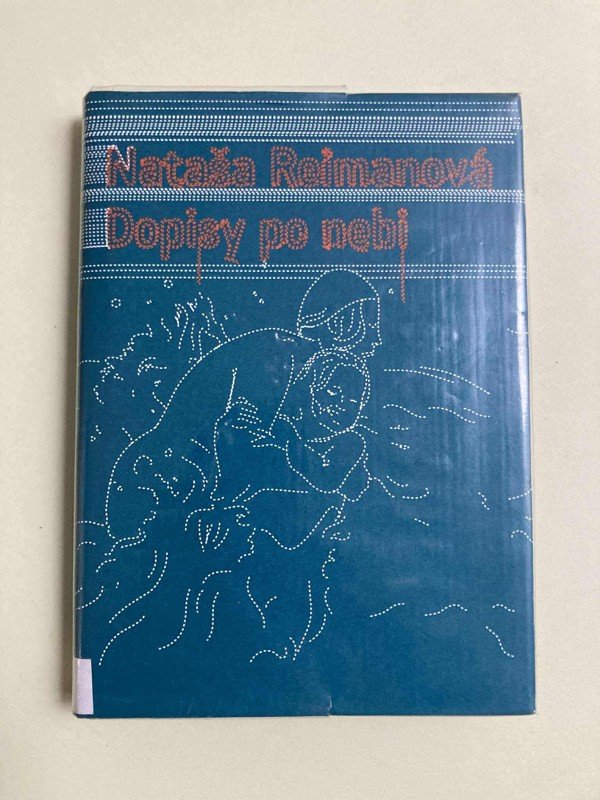 Nataša Reimanová
Dopisy po nebi